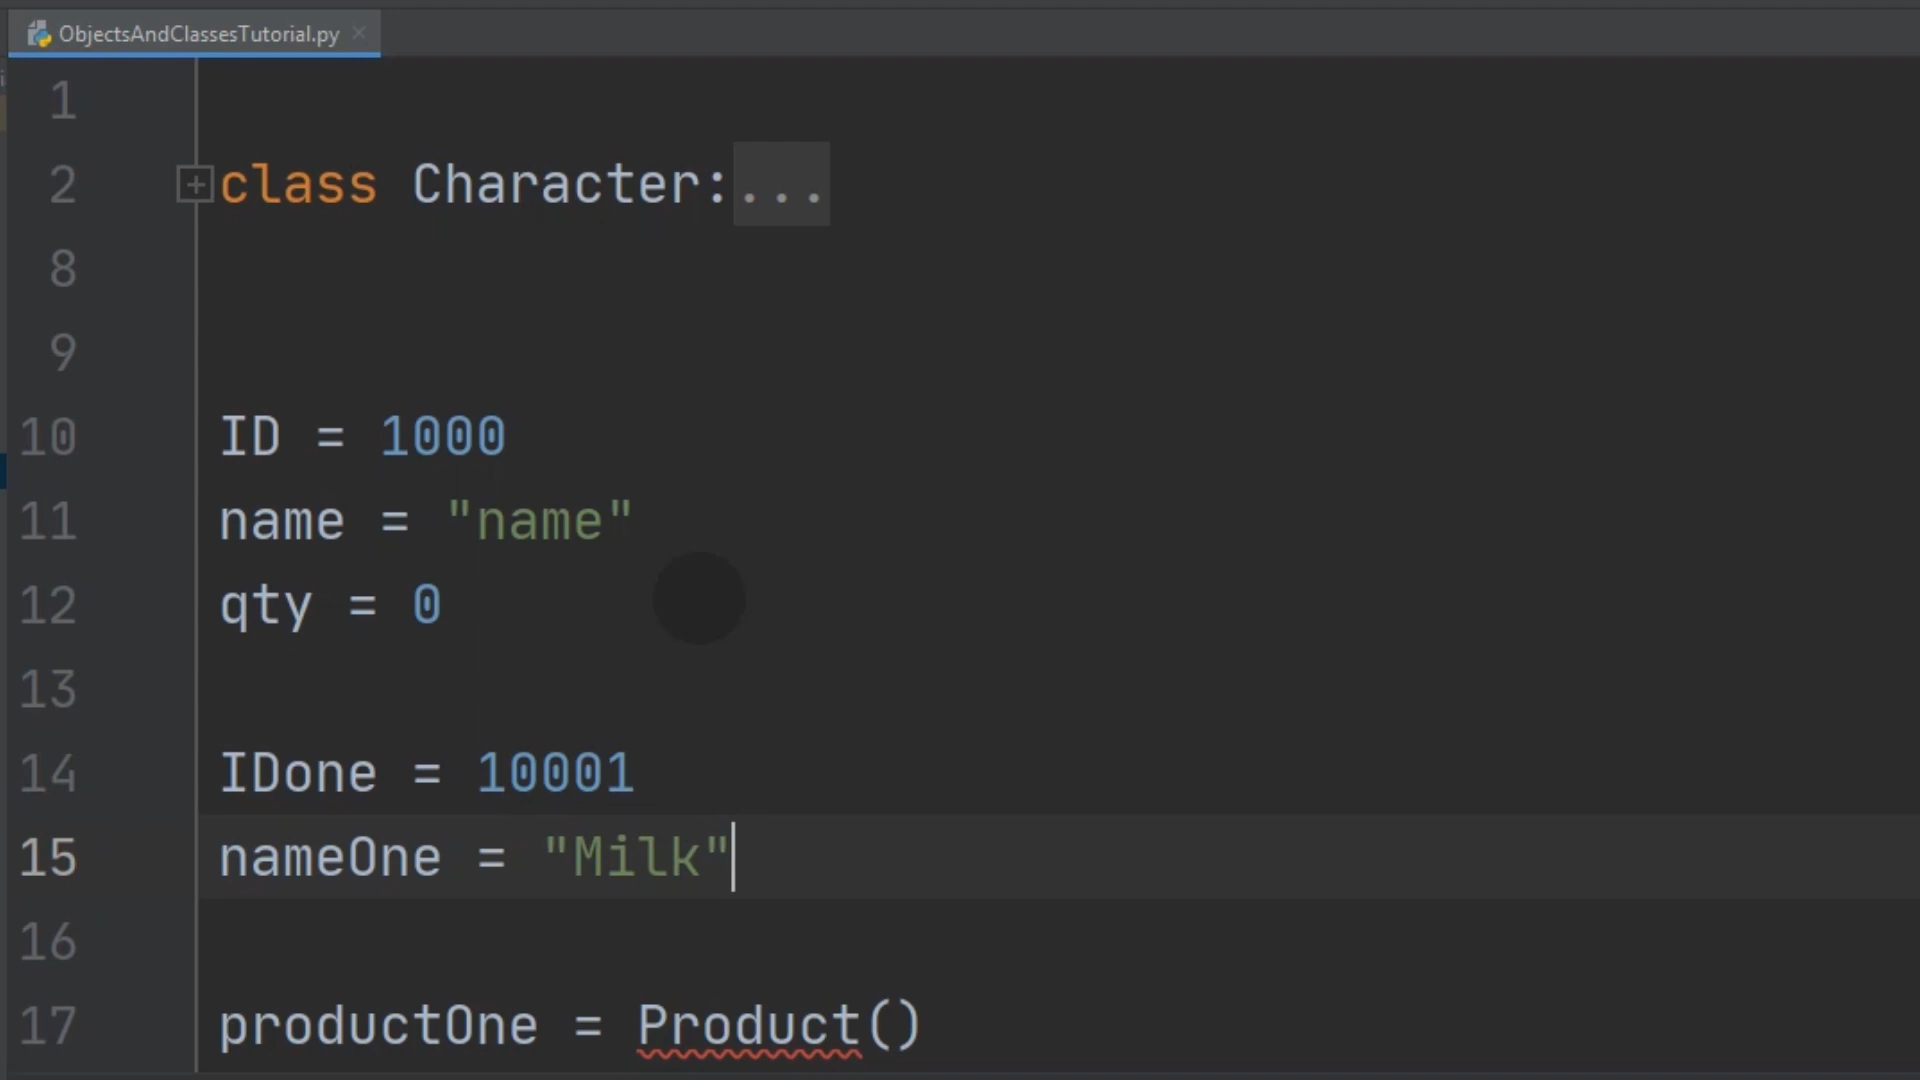 ObjectsAndClassesTutorial.py
1
2 class Character:...
8
9
10 ID = 1000
11 name = "name"
12 qty = 0
13
14 IDone = 10001
15 nameOne = "Milk"
16
17 productOne = Product()